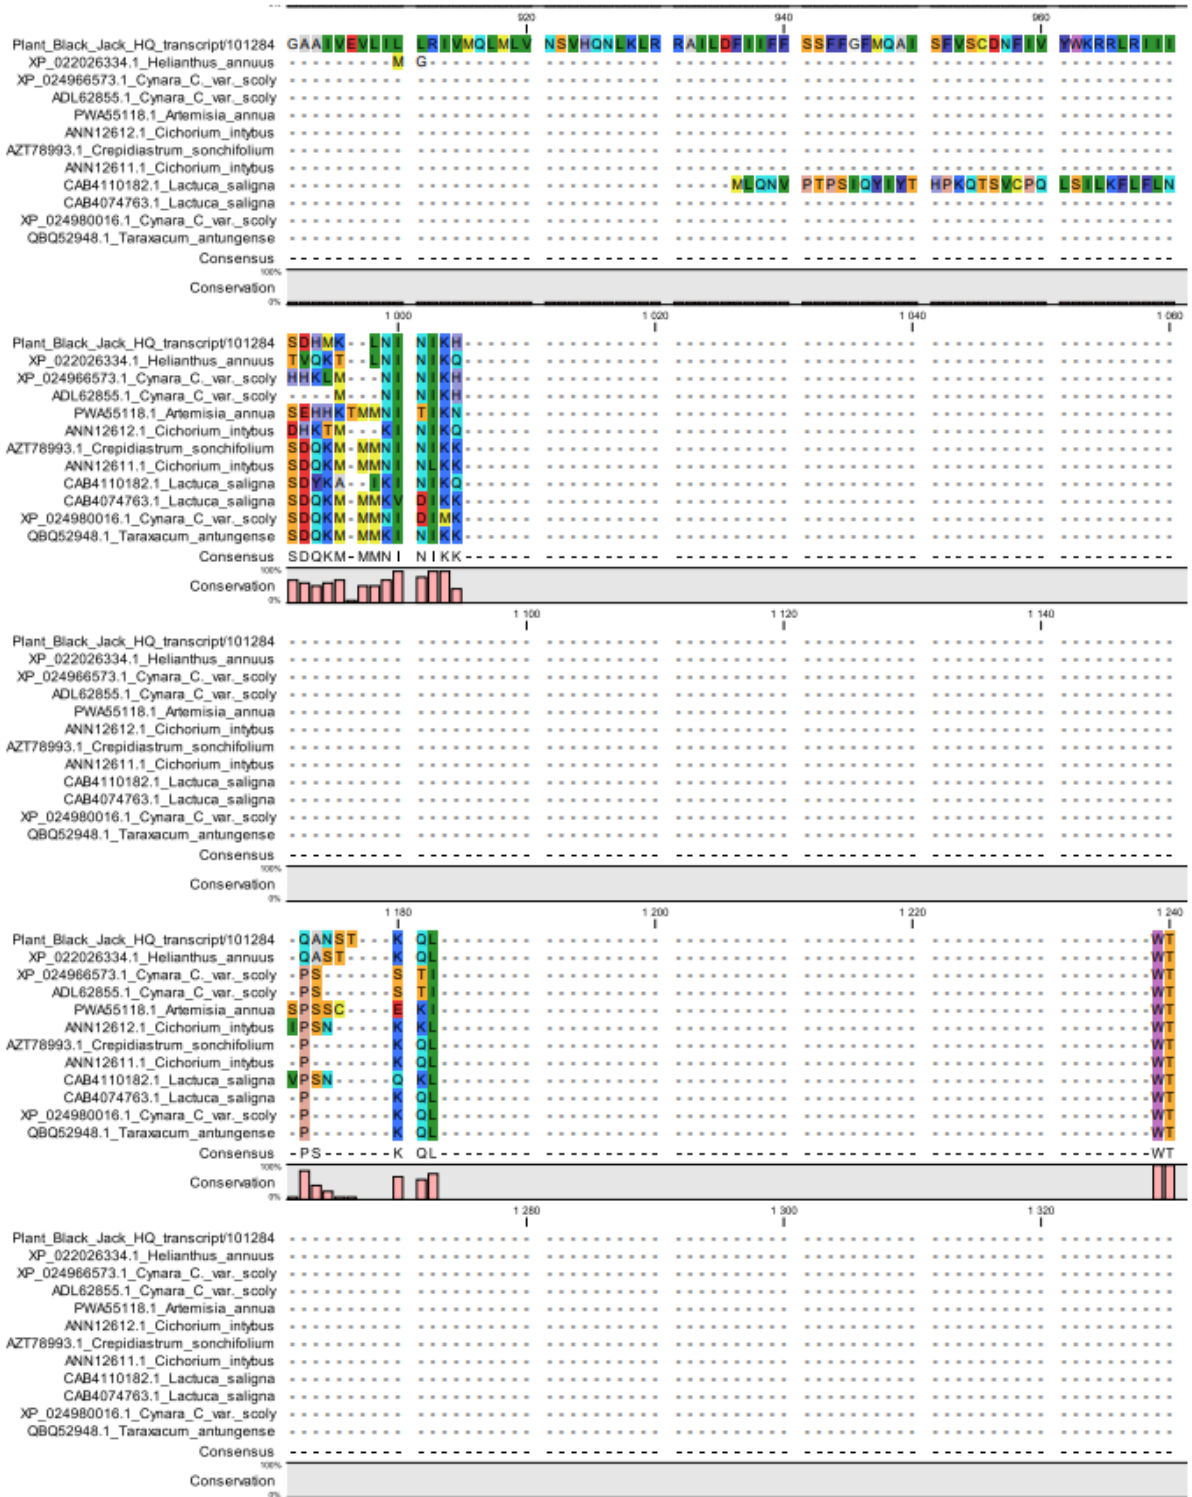 920 940 960
Plant_Black_Jack_HQ_transcript/101284 GAAIVEVLIL LRIVMQLMLV NSVHQNLKLR RAILDFIIFF SSFFGFMQAI SFVSCDNFIV YWKRRLRIII
XP_022026334.1_Helianthus_annuus M G
XP_024966573.1_Cynara_C._var._scoly
ADL62855.1_Cynara_C_var._scoly
PWA55118.1_Artemisia_annua
ANN12612.1_Cichorium_intybus
AZT78993.1_Crepidiastrum_sonchifolium
ANN12611.1_Cichorium_intybus
CAB4110182.1_Lactuca_saligna MLQNV PTPSIQYIYT HPKQTSVCPQ LSILKFLFLN
CAB4074763.1_Lactuca_saligna
XP_024980016.1_Cynara_C_var._scoly
QBQ52948.1_Taraxacum_antungense
Consensus
100%
Conservation
0%
1 000 1 020 1 040 1 060
Plant_Black_Jack_HQ_transcript/101284 SDHMK--LNI NIKH
XP_022026334.1_Helianthus_annuus TVQKT--LNI NIKQ
XP_024966573.1_Cynara_C._var._scoly HHKLM---NI NIKH
ADL62855.1_Cynara_C_var._scoly ----M---NI NIKH
PWA55118.1_Artemisia_annua SEHHKTMMNI TIKN
ANN12612.1_Cichorium_intybus DHKTM---KI NIKQ
AZT78993.1_Crepidiastrum_sonchifolium SDQKM-MMNI NIKK
ANN12611.1_Cichorium_intybus SDQKM-MMNI NLKK
CAB4110182.1_Lactuca_saligna SDYKA--IKI NIKQ
CAB4074763.1_Lactuca_saligna SDQKM-MMKV DIKK
XP_024980016.1_Cynara_C_var._scoly SDQKM-MMNI DIMK
QBQ52948.1_Taraxacum_antungense SDQKM-MMKI NIKK
Consensus SDQKM-MMNI NIKK
100%
Conservation
0%
1 100 1 120 1 140
Plant_Black_Jack_HQ_transcript/101284
XP_022026334.1_Helianthus_annuus
XP_024966573.1_Cynara_C._var._scoly
ADL62855.1_Cynara_C_var._scoly
PWA55118.1_Artemisia_annua
ANN12612.1_Cichorium_intybus
AZT78993.1_Crepidiastrum_sonchifolium
ANN12611.1_Cichorium_intybus
CAB4110182.1_Lactuca_saligna
CAB4074763.1_Lactuca_saligna
XP_024980016.1_Cynara_C_var._scoly
QBQ52948.1_Taraxacum_antungense
Consensus
100%
Conservation
0%
1 180 1 200 1 220 1 240
Plant_Black_Jack_HQ_transcript/101284 -QANST---K QL WT
XP_022026334.1_Helianthus_annuus -QAST----K QL WT
XP_024966573.1_Cynara_C._var._scoly -PS------S TI WT
ADL62855.1_Cynara_C_var._scoly -PS------S TI WT
PWA55118.1_Artemisia_annua SPSSC----E KI WT
ANN12612.1_Cichorium_intybus IPSN-----K KL WT
AZT78993.1_Crepidiastrum_sonchifolium -P-------K QL WT
ANN12611.1_Cichorium_intybus -P-------K QL WT
CAB4110182.1_Lactuca_saligna VPSN-----Q KL WT
CAB4074763.1_Lactuca_saligna -P-------K QL WT
XP_024980016.1_Cynara_C_var._scoly -P-------K QL WT
QBQ52948.1_Taraxacum_antungense -P-------K QL WT
Consensus -PS------K QL WT
100%
Conservation
0%
1 280 1 300 1 320
Plant_Black_Jack_HQ_transcript/101284
XP_022026334.1_Helianthus_annuus
XP_024966573.1_Cynara_C._var._scoly
ADL62855.1_Cynara_C_var._scoly
PWA55118.1_Artemisia_annua
ANN12612.1_Cichorium_intybus
AZT78993.1_Crepidiastrum_sonchifolium
ANN12611.1_Cichorium_intybus
CAB4110182.1_Lactuca_saligna
CAB4074763.1_Lactuca_saligna
XP_024980016.1_Cynara_C_var._scoly
QBQ52948.1_Taraxacum_antungense
Consensus
100%
Conservation
0%